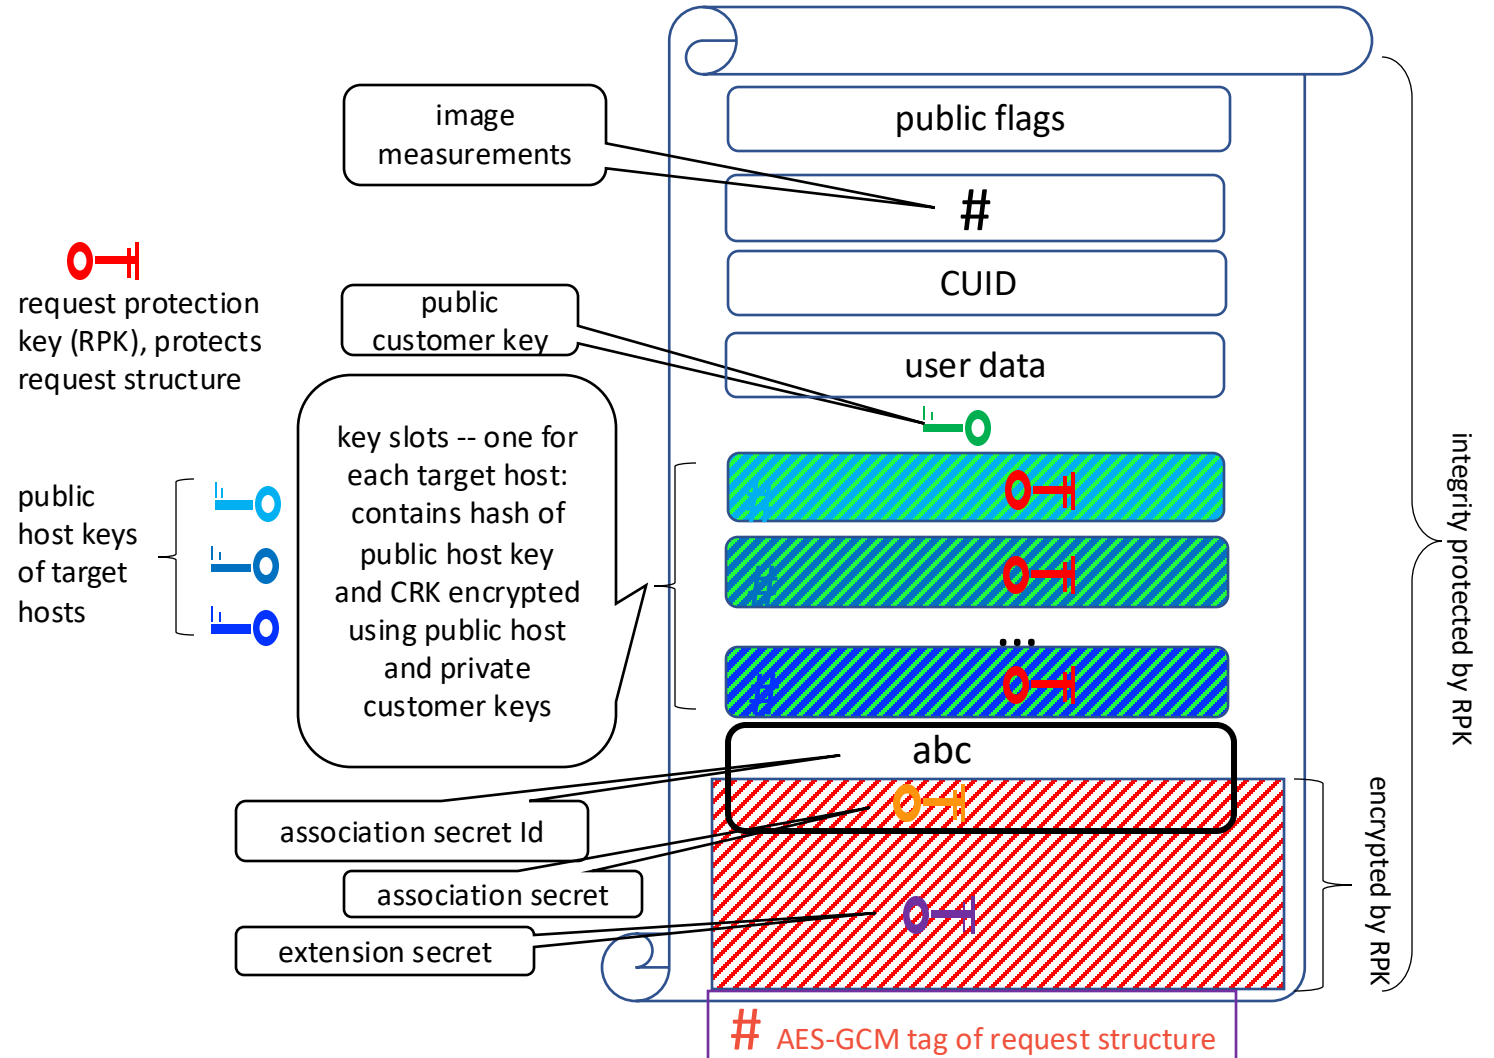 public flags
image
measurements
#
CUID
request protection
key (RPK), protects
request structure
public
customer key
user data
key slots -- one for
each target host:
contains hash of
public host key
and CRK encrypted
using public host
and private
customer keys
public
host keys
of target
hosts
#
#
...
#
abc
association secret Id
association secret
extension secret
integrity protected by RPK
encrypted by RPK
# AES-GCM tag of request structure